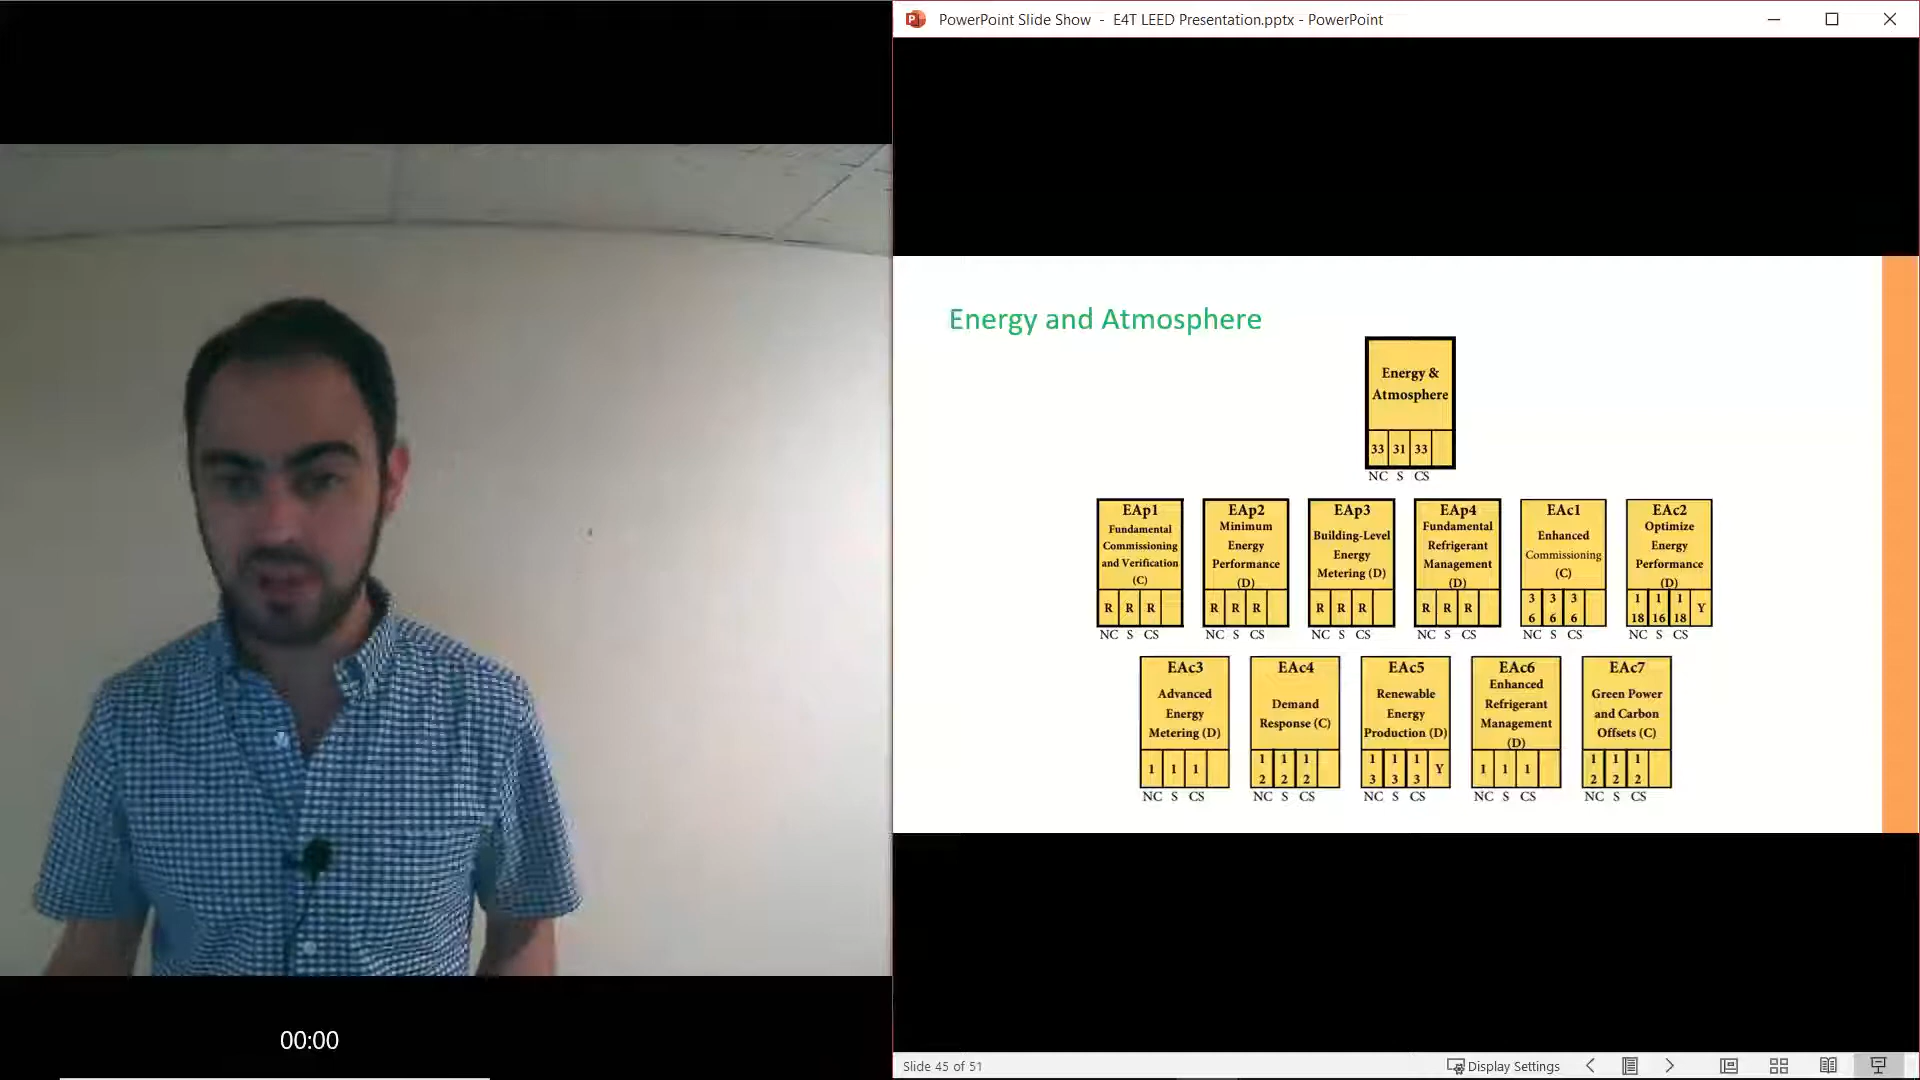 PowerPoint Slide Show - E4T LEED Presentation.pptx - PowerPoint
Energy and Atmosphere
Energy &
Atmosphere
33 31 33
NC S CS
EAp1
Fundamental
Commissioning
and Verification
(C)
R R R
NC S CS
EAp2
Minimum
Energy
Performance
(D)
R R R
NC S CS
EAp3
Building-Level
Energy
Metering (D)
R R R
NC S CS
EAp4
Fundamental
Refrigerant
Management
(D)
R R R
NC S CS
EAc1
Enhanced
Commissioning
(C)
3 3 3
6 6 6
NC S CS
EAc2
Optimize
Energy
Performance
(D)
1 1 1 Y
18 16 18
NC S CS
EAc3
Advanced
Energy
Metering (D)
1 1 1
NC S CS
EAc4
Demand
Response (C)
1 1 1
2 2 2
NC S CS
EAc5
Renewable
Energy
Production (D)
1 1 1 Y
3 3 3
NC S CS
EAc6
Enhanced
Refrigerant
Management
(D)
1 1 1
NC S CS
EAc7
Green Power
and Carbon
Offsets (C)
1 1 1
2 2 2
NC S CS
00:00
Slide 45 of 51
Display Settings